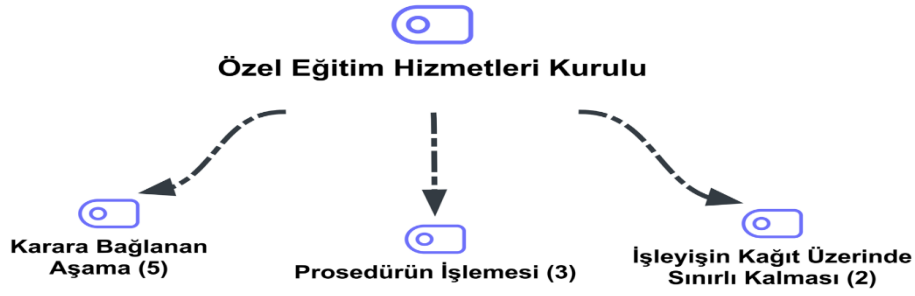 Özel Eğitim Hizmetleri Kurulu
Karara Bağlanan
Aşama (5)
Prosedürün İşlemesi (3)
İşleyişin Kağıt Üzerinde
Sınırlı Kalması (2)